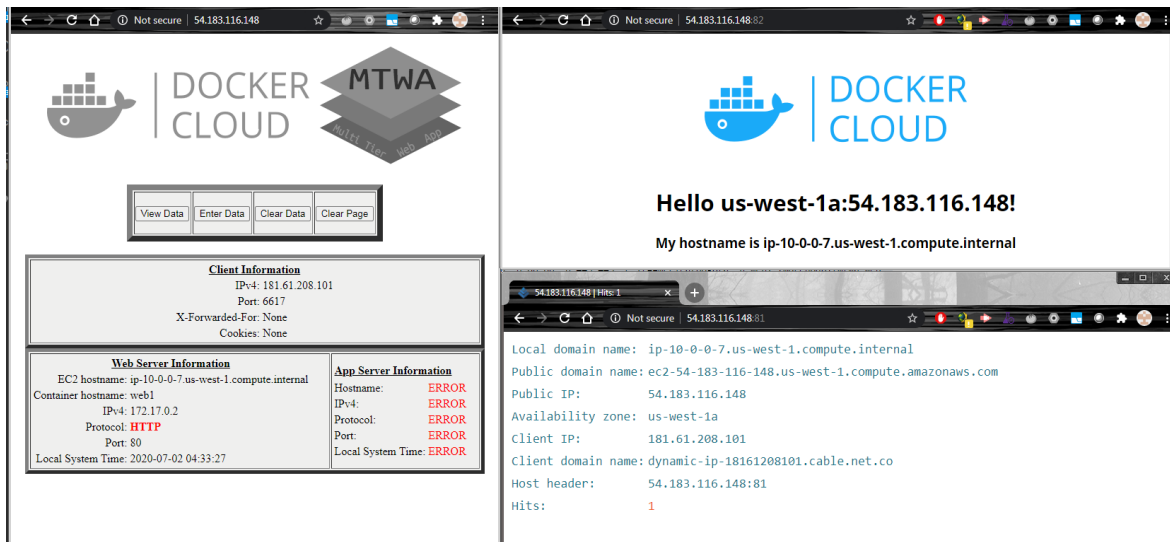 Not secure | 54.183.116.148
DOCKER
CLOUD
MTWA
Multi Tier Web App
View Data Enter Data Clear Data Clear Page
Client Information
IPv4: 181.61.208.101
Port: 6617
X-Forwarded-For: None
Cookies: None
Web Server Information
EC2 hostname: ip-10-0-0-7.us-west-1.compute.internal
Container hostname: web1
IPv4: 172.17.0.2
Protocol: HTTP
Port: 80
Local System Time: 2020-07-02 04:33:27
App Server Information
Hostname: ERROR
IPv4: ERROR
Protocol: ERROR
Port: ERROR
Local System Time: ERROR
Not secure | 54.183.116.148:82
DOCKER
CLOUD
Hello us-west-1a:54.183.116.148!
My hostname is ip-10-0-0-7.us-west-1.compute.internal
54.183.116.148 | Hits: 1
Not secure | 54.183.116.148:81
Local domain name: ip-10-0-0-7.us-west-1.compute.internal
Public domain name: ec2-54-183-116-148.us-west-1.compute.amazonaws.com
Public IP: 54.183.116.148
Availability zone: us-west-1a
Client IP: 181.61.208.101
Client domain name: dynamic-ip-18161208101.cable.net.co
Host header: 54.183.116.148:81
Hits: 1